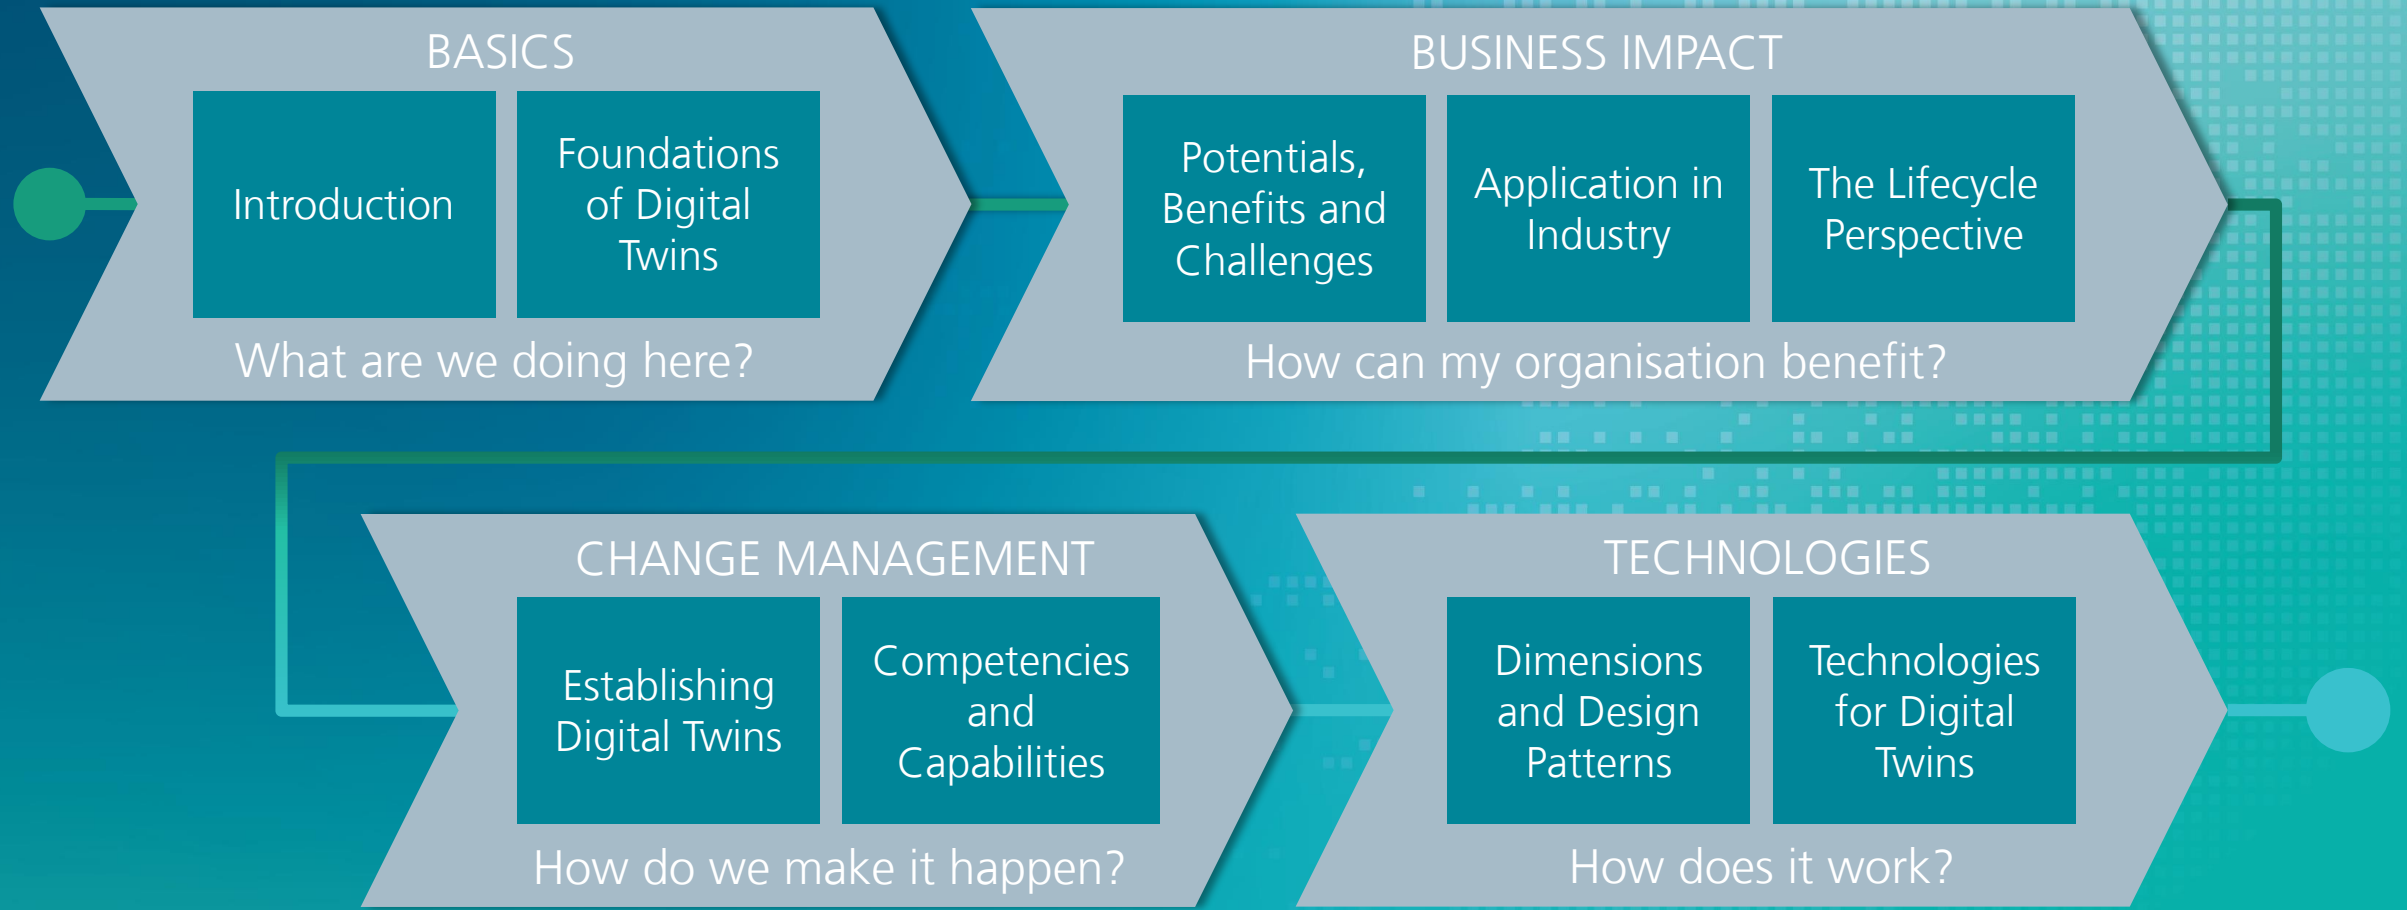 BASICS
Introduction
Foundations
of Digital
Twins
What are we doing here?
BUSINESS IMPACT
Potentials,
Benefits and
Challenges
Application in
Industry
The Lifecycle
Perspective
How can my organisation benefit?
CHANGE MANAGEMENT
Establishing
Digital Twins
Competencies
and
Capabilities
How do we make it happen?
TECHNOLOGIES
Dimensions
and Design
Patterns
Technologies
for Digital
Twins
How does it work?